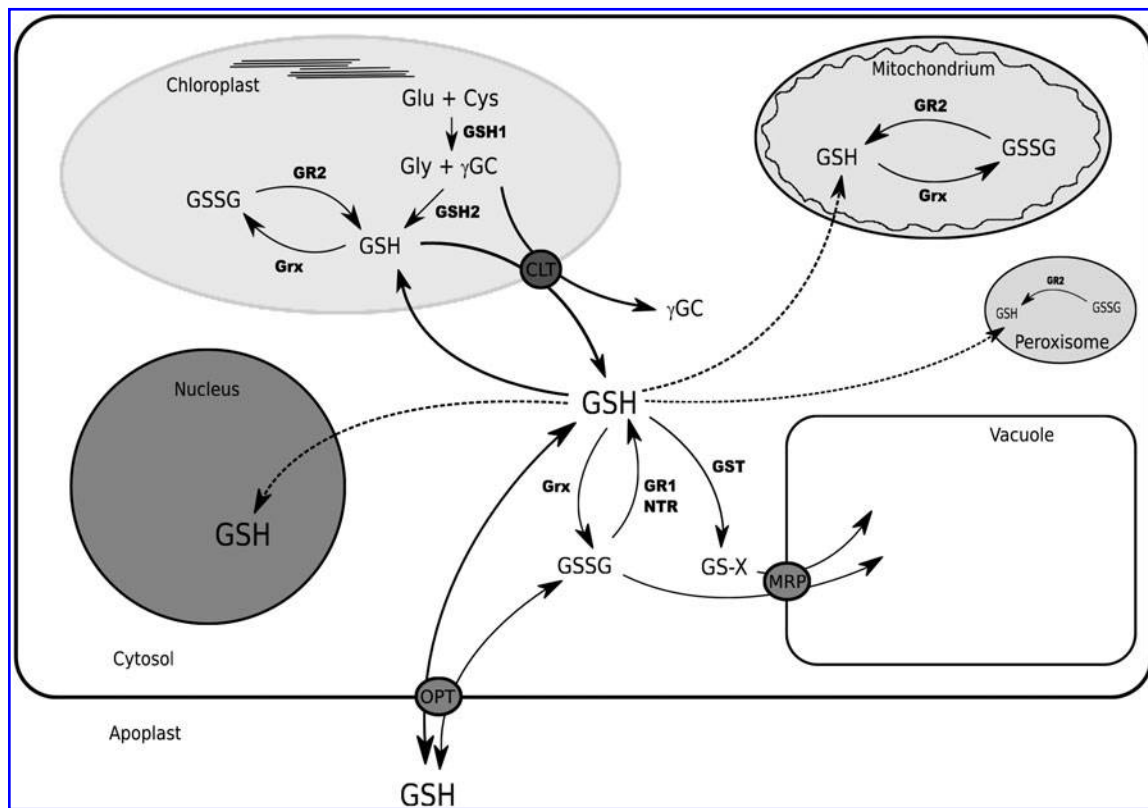 Chloroplast
Glu + Cys
GSH1
Gly + γGC
GR2
GSSG
GSH2
GSH
Grx
CLT
γGC
Mitochondrium
GR2
GSH
GSSG
Grx
GR2
GSH
GSSG
Peroxisome
Nucleus
GSH
GSH
Vacuole
GST
Grx
GR1
NTR
GSSG
GS-X
MRP
Cytosol
OPT
Apoplast
GSH